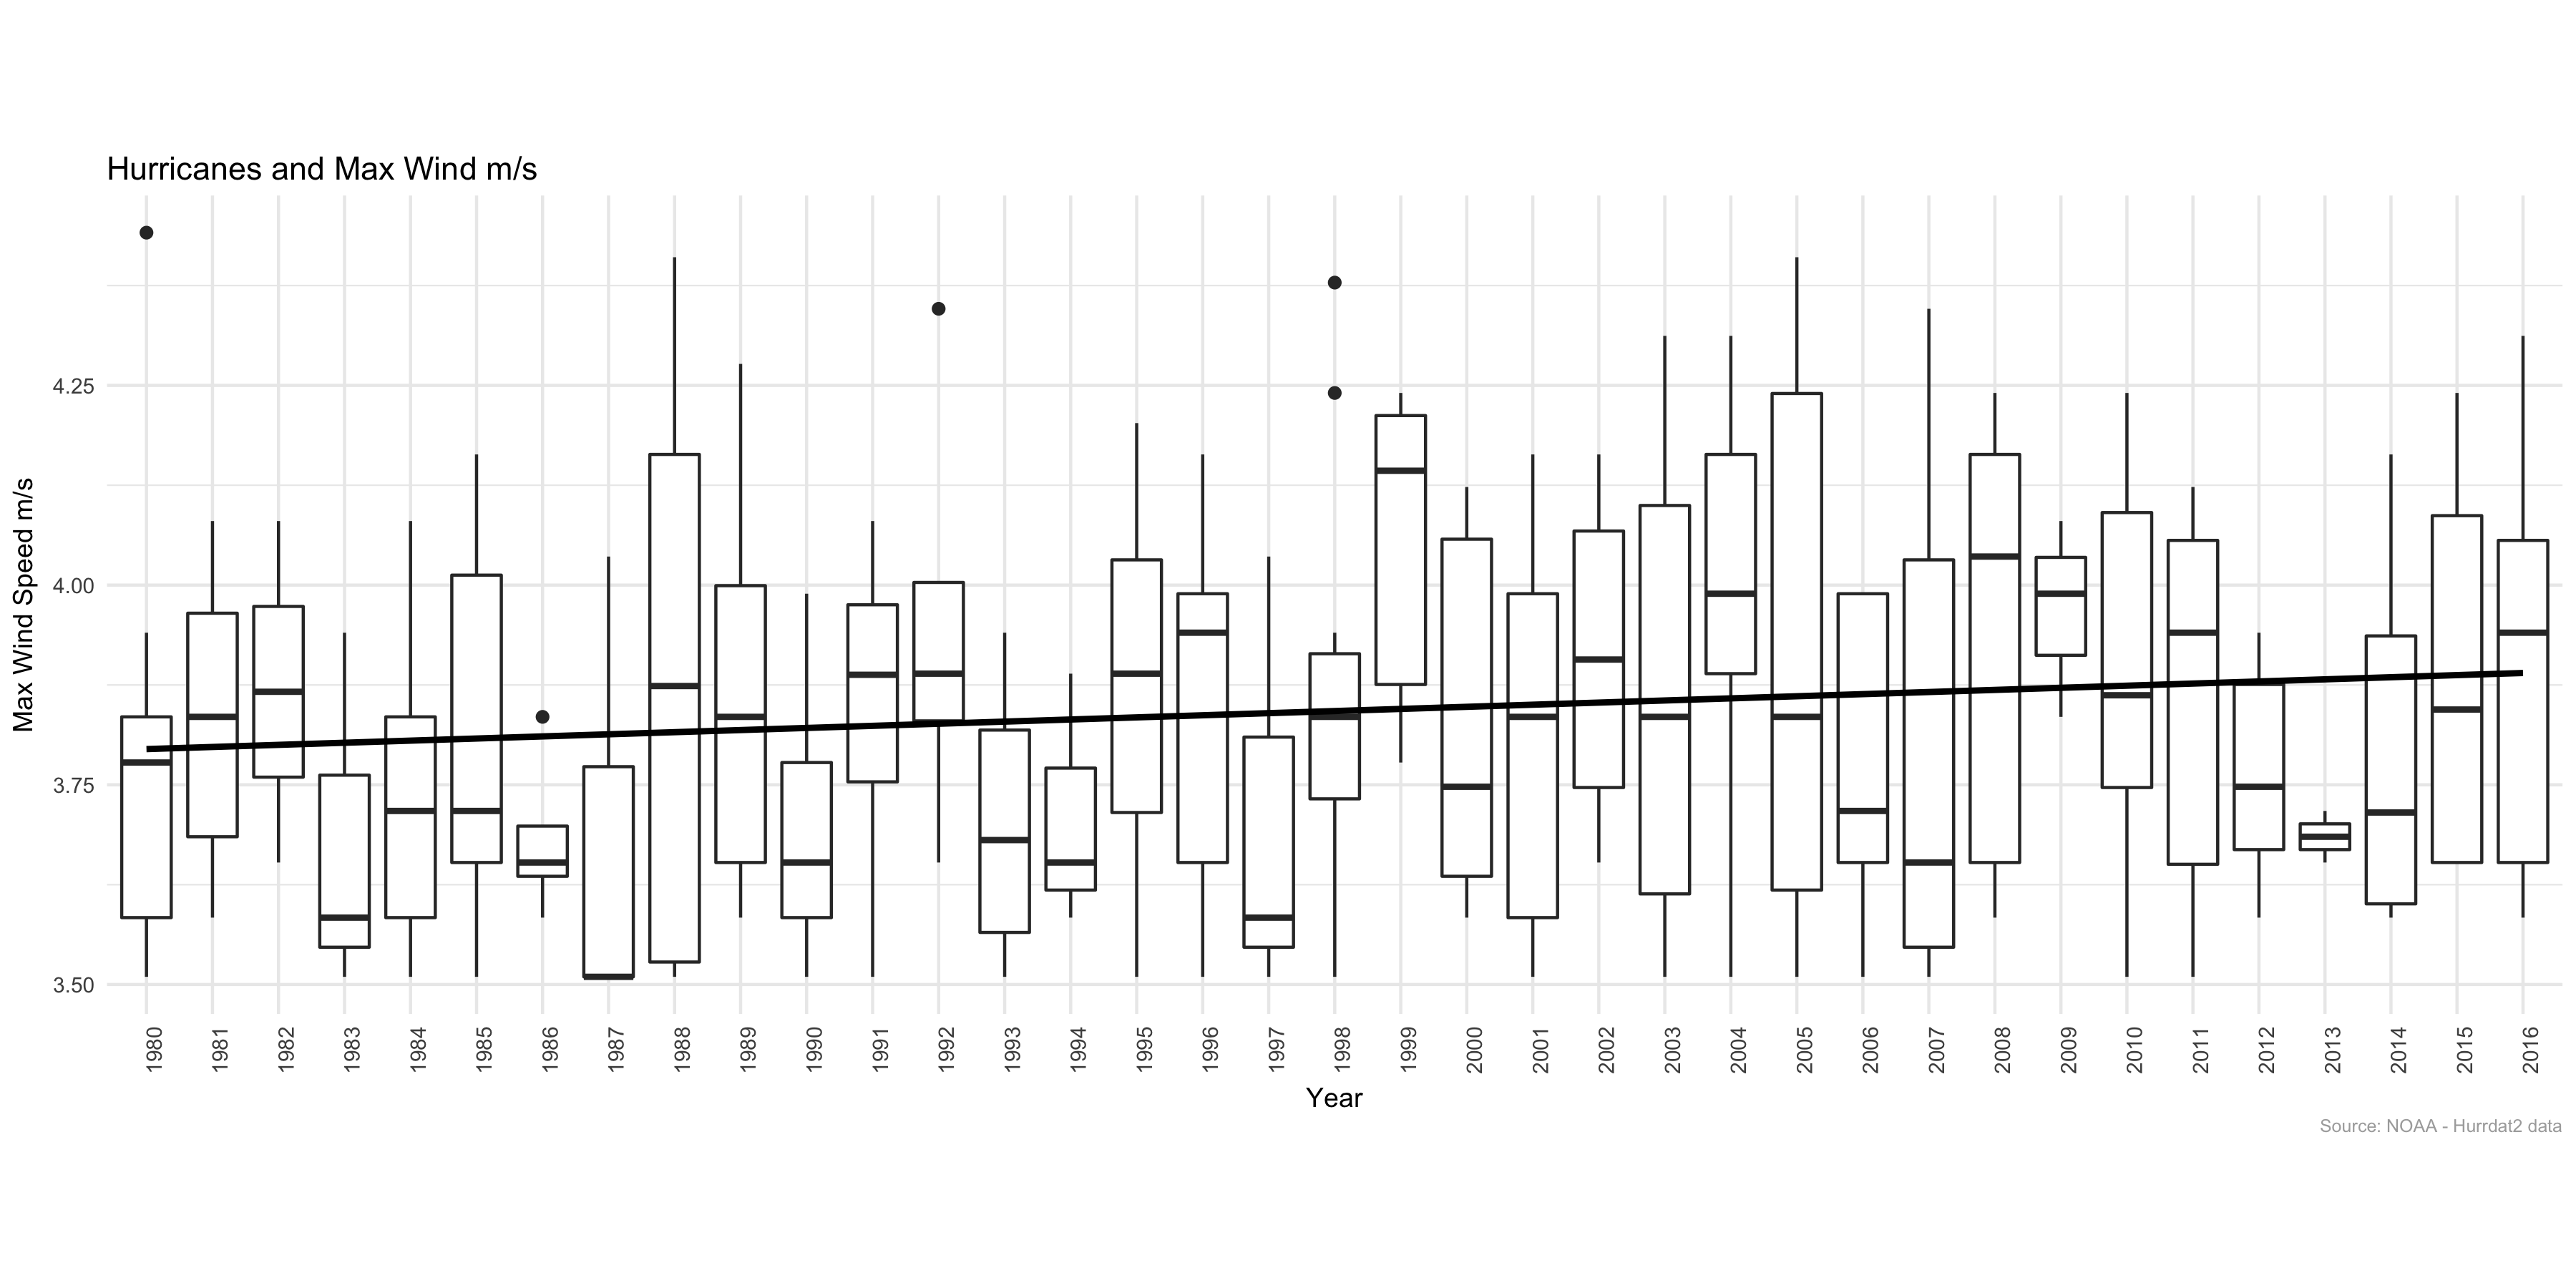 Hurricanes and Max Wind m/s
Max Wind Speed m/s
4.25
4.00
3.75
3.50
1980 1981 1982 1983 1984 1985 1986 1987 1988 1989 1990 1991 1992 1993 1994 1995 1996 1997 1998 1999 2000 2001 2002 2003 2004 2005 2006 2007 2008 2009 2010 2011 2012 2013 2014 2015 2016
Year
Source: NOAA - Hurrdat2 data